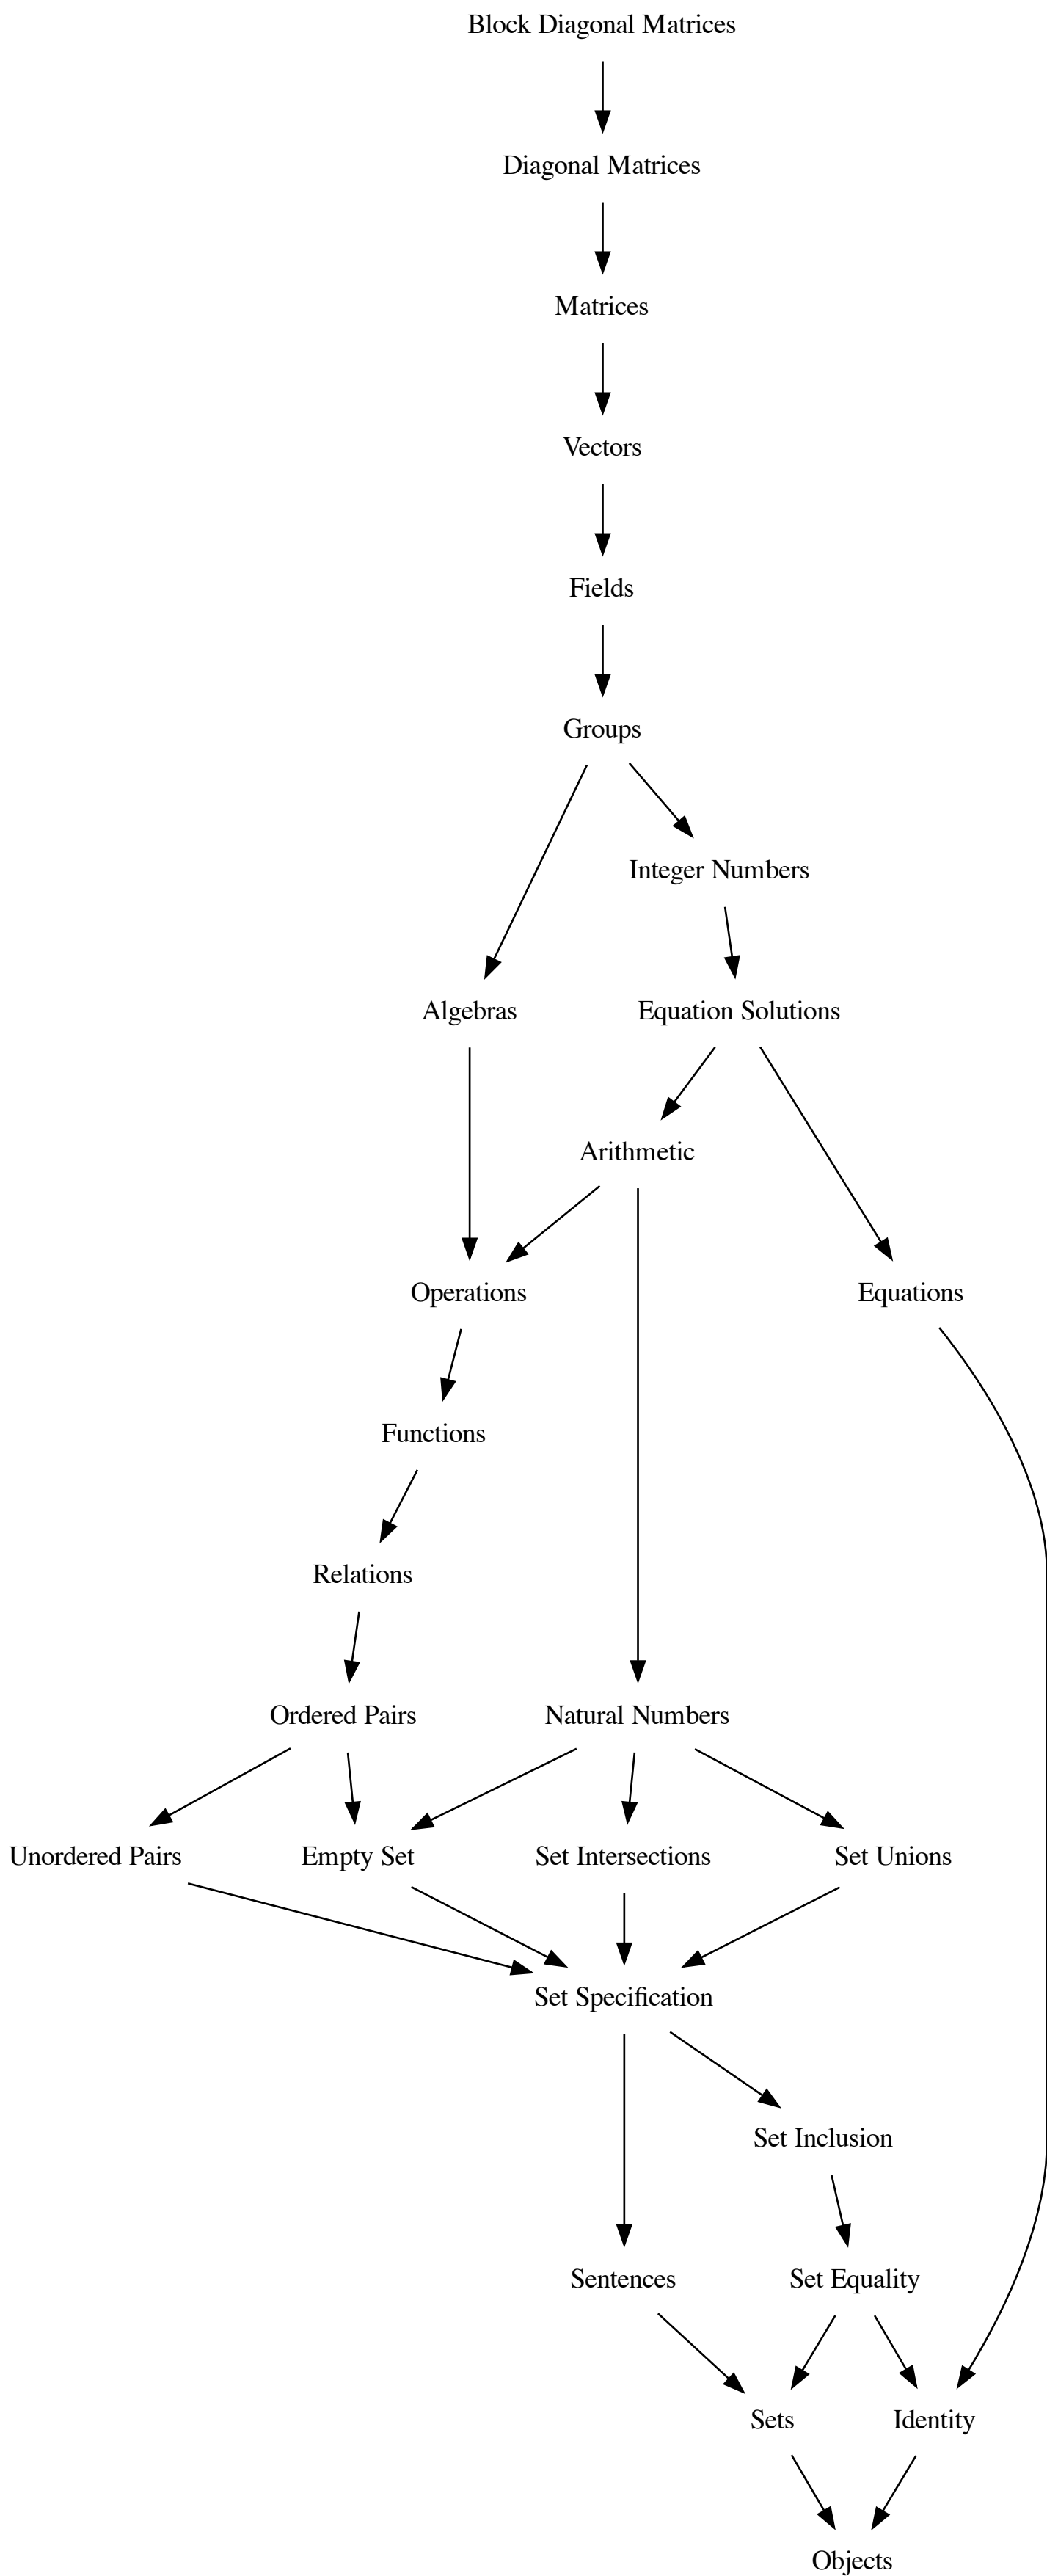 Block Diagonal Matrices
Diagonal Matrices
Matrices
Vectors
Fields
Groups
Integer Numbers
Algebras
Equation Solutions
Arithmetic
Operations
Equations
Functions
Relations
Ordered Pairs
Natural Numbers
Unordered Pairs
Empty Set
Set Intersections
Set Unions
Set Specification
Set Inclusion
Sentences
Set Equality
Sets
Identity
Objects